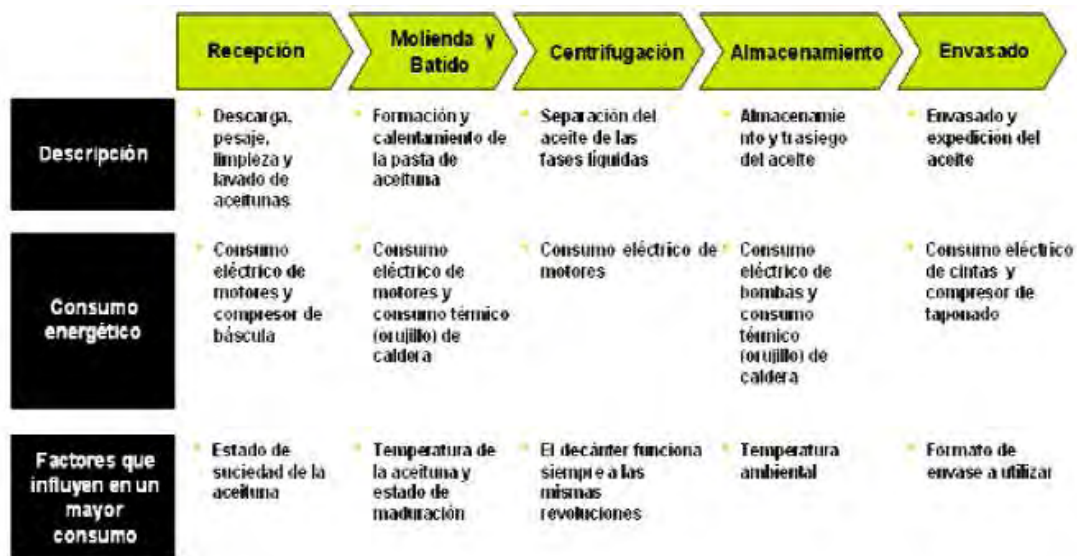 Recepción
Molienda y
Batido
Centrifugación
Almacenamiento
Envasado
Descripción
Descarga,
pesaje,
limpieza y
lavado de
aceitunas
Formación y
calentamiento de
la pasta de
aceituna
Separación del
aceite de las
fases líquidas
Almacenamie
nto y trasiego
del aceite
Envasado y
expedición del
aceite
Consumo
energético
Consumo
eléctrico de
motores y
compresor de
báscula
Consumo
eléctrico de
motores y
consumo térmico
(orujillo) de
caldera
Consumo eléctrico de
motores
Consumo
eléctrico de
bombas y
consumo
térmico
(orujillo) de
caldera
Consumo eléctrico
de cintas y
compresor de
taponado
Factores que
influyen en un
mayor
consumo
Estado de
suciedad de la
aceituna
Temperatura de
la aceituna y
estado de
maduración
El decánter funciona
siempre a las
mismas
revoluciones
Temperatura
ambiental
Formato de
envase a utilizar